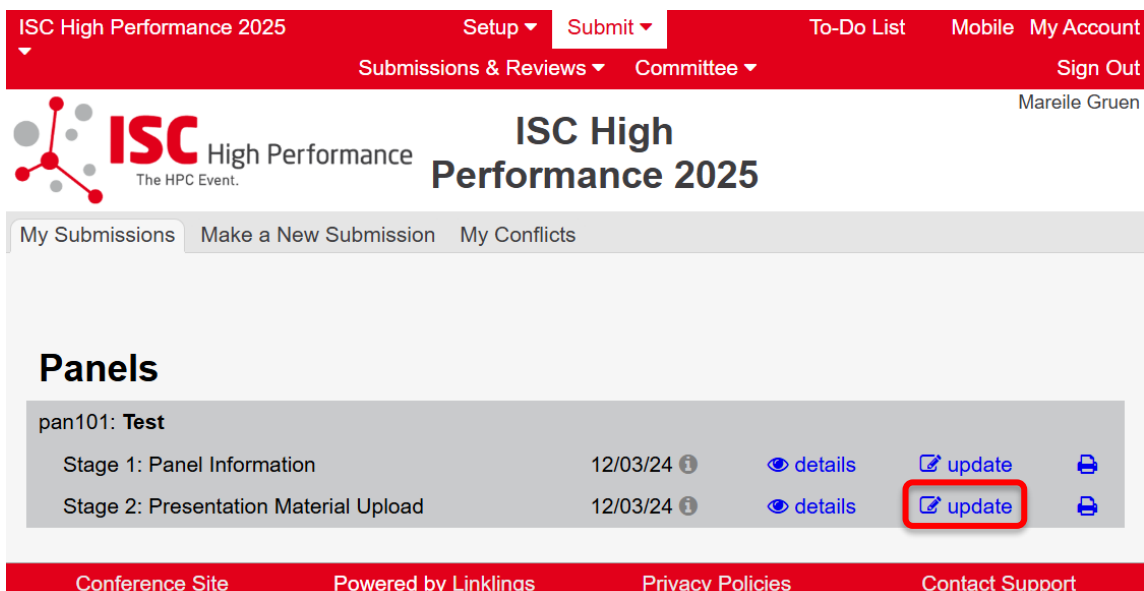 ISC High Performance 2025 Setup Submit To-Do List Mobile My Account
Submissions & Reviews Committee Sign Out
Mareile Gruen
ISC High Performance
The HPC Event.
ISC High
Performance 2025
My Submissions Make a New Submission My Conflicts
Panels
pan101: Test
Stage 1: Panel Information 12/03/24 details update
Stage 2: Presentation Material Upload 12/03/24 details update
Conference Site Powered by Linklings Privacy Policies Contact Support